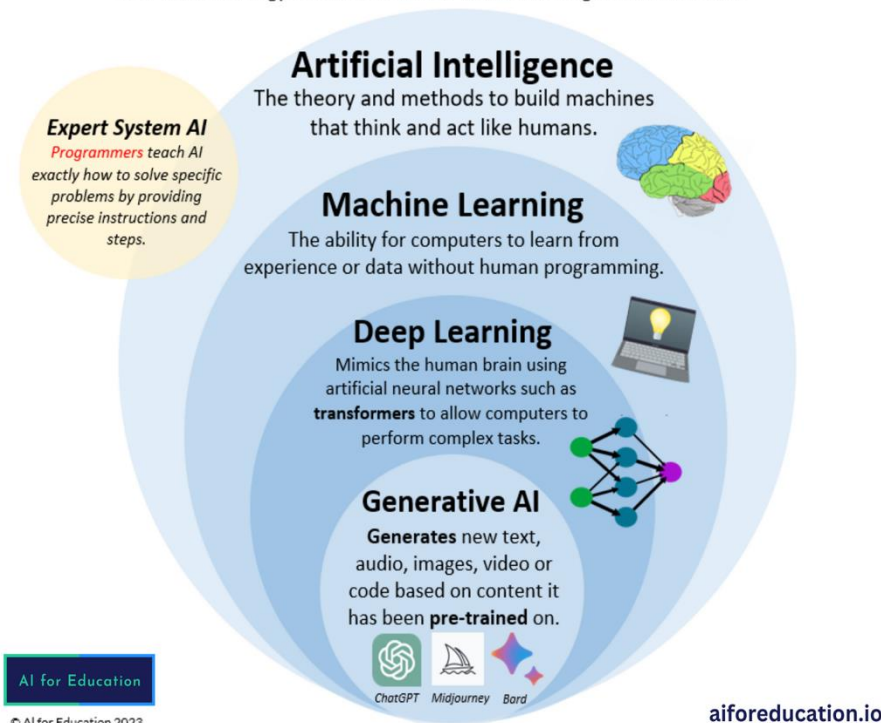 Artificial Intelligence
The theory and methods to build machines
that think and act like humans.
Expert System AI
Programmers teach AI
exactly how to solve specific
problems by providing
precise instructions and
steps.
Machine Learning
The ability for computers to learn from
experience or data without human programming.
Deep Learning
Mimics the human brain using
artificial neural networks such as
transformers to allow computers to
perform complex tasks.
Generative AI
Generates new text,
audio, images, video or
code based on content it
has been pre-trained on.
ChatGPT Midjourney Bard
AI for Education
© AI for Education 2023
aiforeducation.io